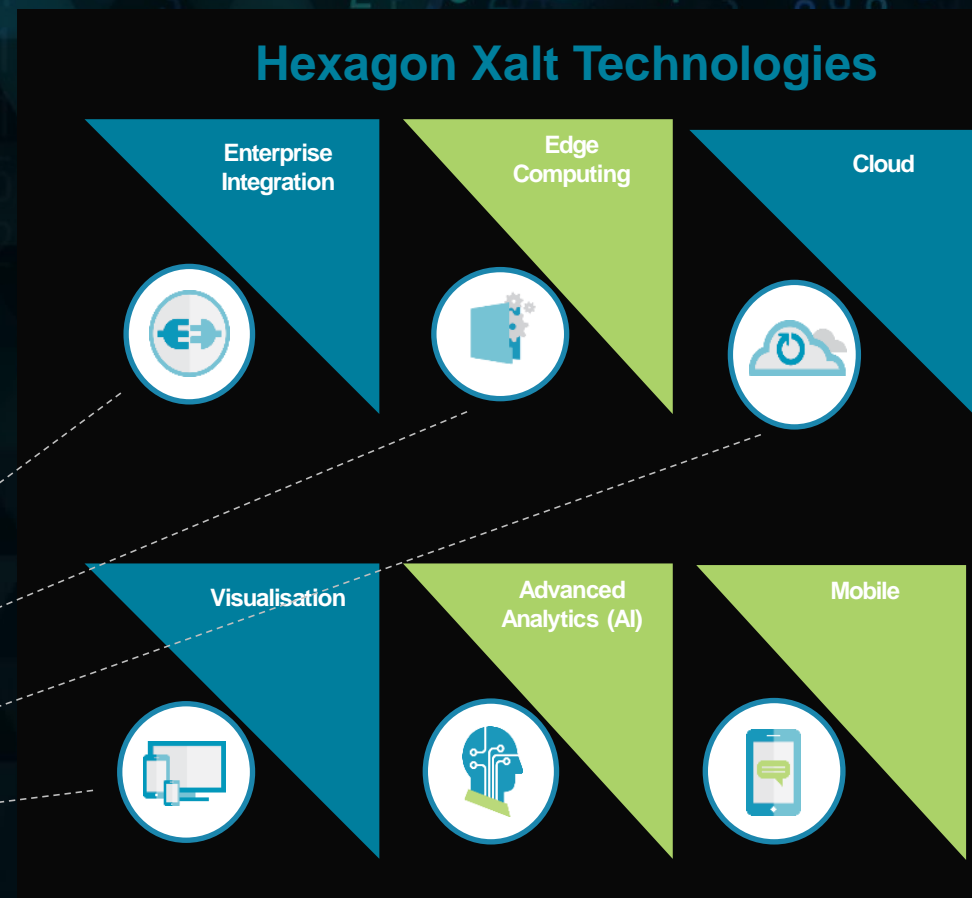 Hexagon Xalt Technologies
Enterprise
Integration
Edge
Computing
Cloud
Visualisation
Advanced
Analytics (AI)
Mobile